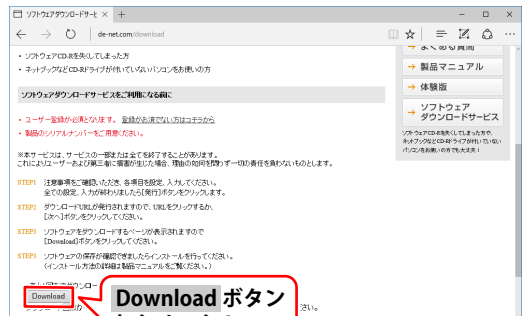 ソフトウェアダウンロードサービ × +
de-net.com/download
・ ソフトウェアCD-Rを失くしてしまった方
・ ネットブックなどCD-Rドライブが付いていないパソコンをお使いの方
ソフトウェアダウンロードサービスをご利用になる前に
・ ユーザー登録が必須となります。 登録がお済でない方はコチラから
・ 製品のシリアルナンバーをご用意ください。
※本サービスは、サービスの一部または全てを終了することがあります。
これによりユーザーおよび第三者に損害が生じた場合、理由の如何を問わず一切の責任を負わないものとします。
STEP1 注意事項をご確認いただき、各項目を設定、入力してください。
全ての設定、入力が終わりましたら[発行]ボタンをクリックします。
STEP2 ダウンロードURLが発行されますので、URLをクリックするか、
[次へ]ボタンをクリックしてください。
STEP3 ソフトウェアをダウンロードするページが表示されますので
[Download]ボタンをクリックしてください。
STEP3 ソフトウェアの保存が確認できましたらインストールを行ってください。
(インストール方法の詳細は製品マニュアルをご覧ください。)
Download
Download ボタン
さい。
→ よくある質問
→ 製品マニュアル
→ 体験版
→ ソフトウェア
ダウンロードサービス
ソフトウェアCD-Rを失くしてしまった方や、
ネットブックなどCD-Rドライブが付いていない
パソコンをお使いの方でも大丈夫！